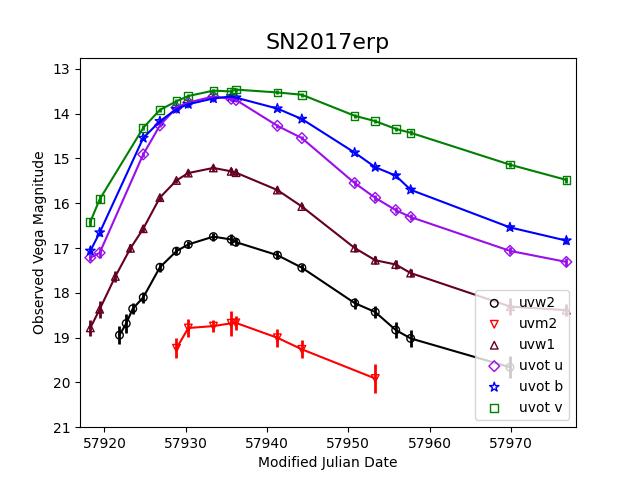 SN2017erp
Observed Vega Magnitude
13
14
15
16
17
18
19
20
21
57920 57930 57940 57950 57960 57970
Modified Julian Date
uvw2
uvm2
uvw1
uvot u
uvot b
uvot v